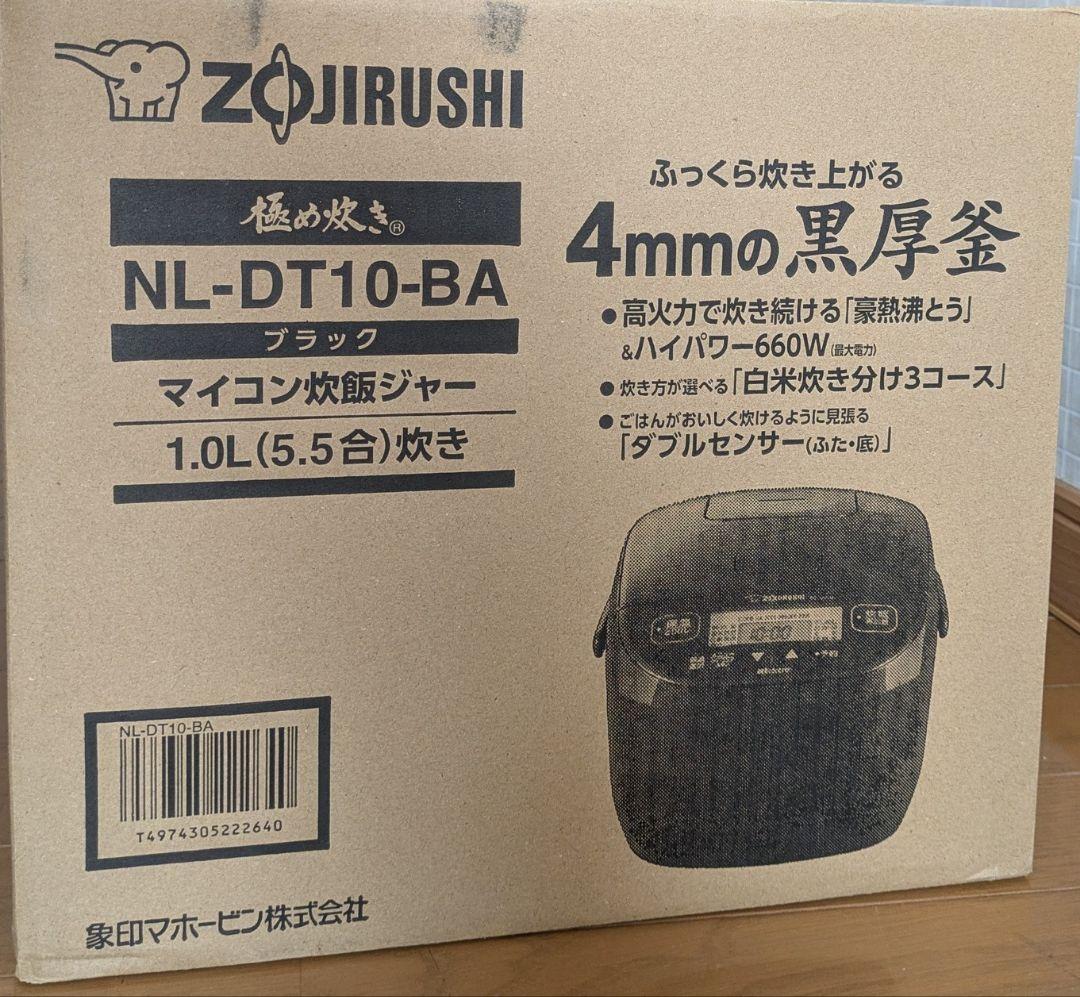 ZOJIRUSHI
極め炊き®
NL-DT10-BA
ブラック
マイコン炊飯ジャー
1.0L(5.5合)炊き
ふっくら炊き上がる
4mmの黒厚釜
●高火力で炊き続ける「豪熱沸とう」
&ハイパワー660W(最大電力)
●炊き方が選べる「白米炊き分け3コース」
●ごはんがおいしく炊けるように見張る
「ダブルセンサー(ふた・底)」
ZOJIRUSHI
NL-DT10-BA
T4974305222640
象印マホービン株式会社